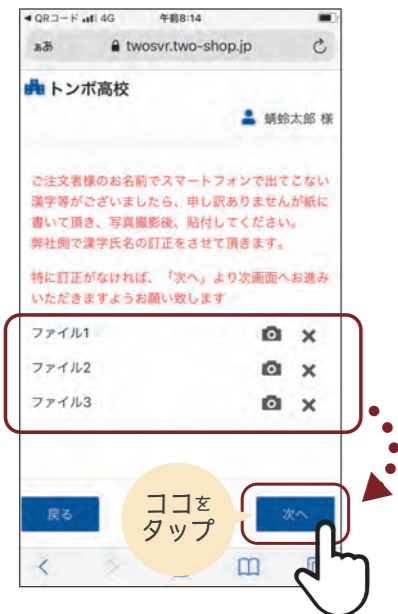 QRコード 4G 午前8:14
ぁあ twosvr.two-shop.jp
トンボ高校
蜻蛉太郎 様
ご注文者様のお名前でスマートフォンで出てこない
漢字等がございましたら、申し訳ありませんが紙に
書いて頂き、写真撮影後、貼付してください。
弊社側で漢字氏名の訂正をさせて頂きます。
特に訂正がなければ、「次へ」より次画面へお進み
いただきますようお願い致します
ファイル1
ファイル2
ファイル3
戻る
ココを
タップ
次へ